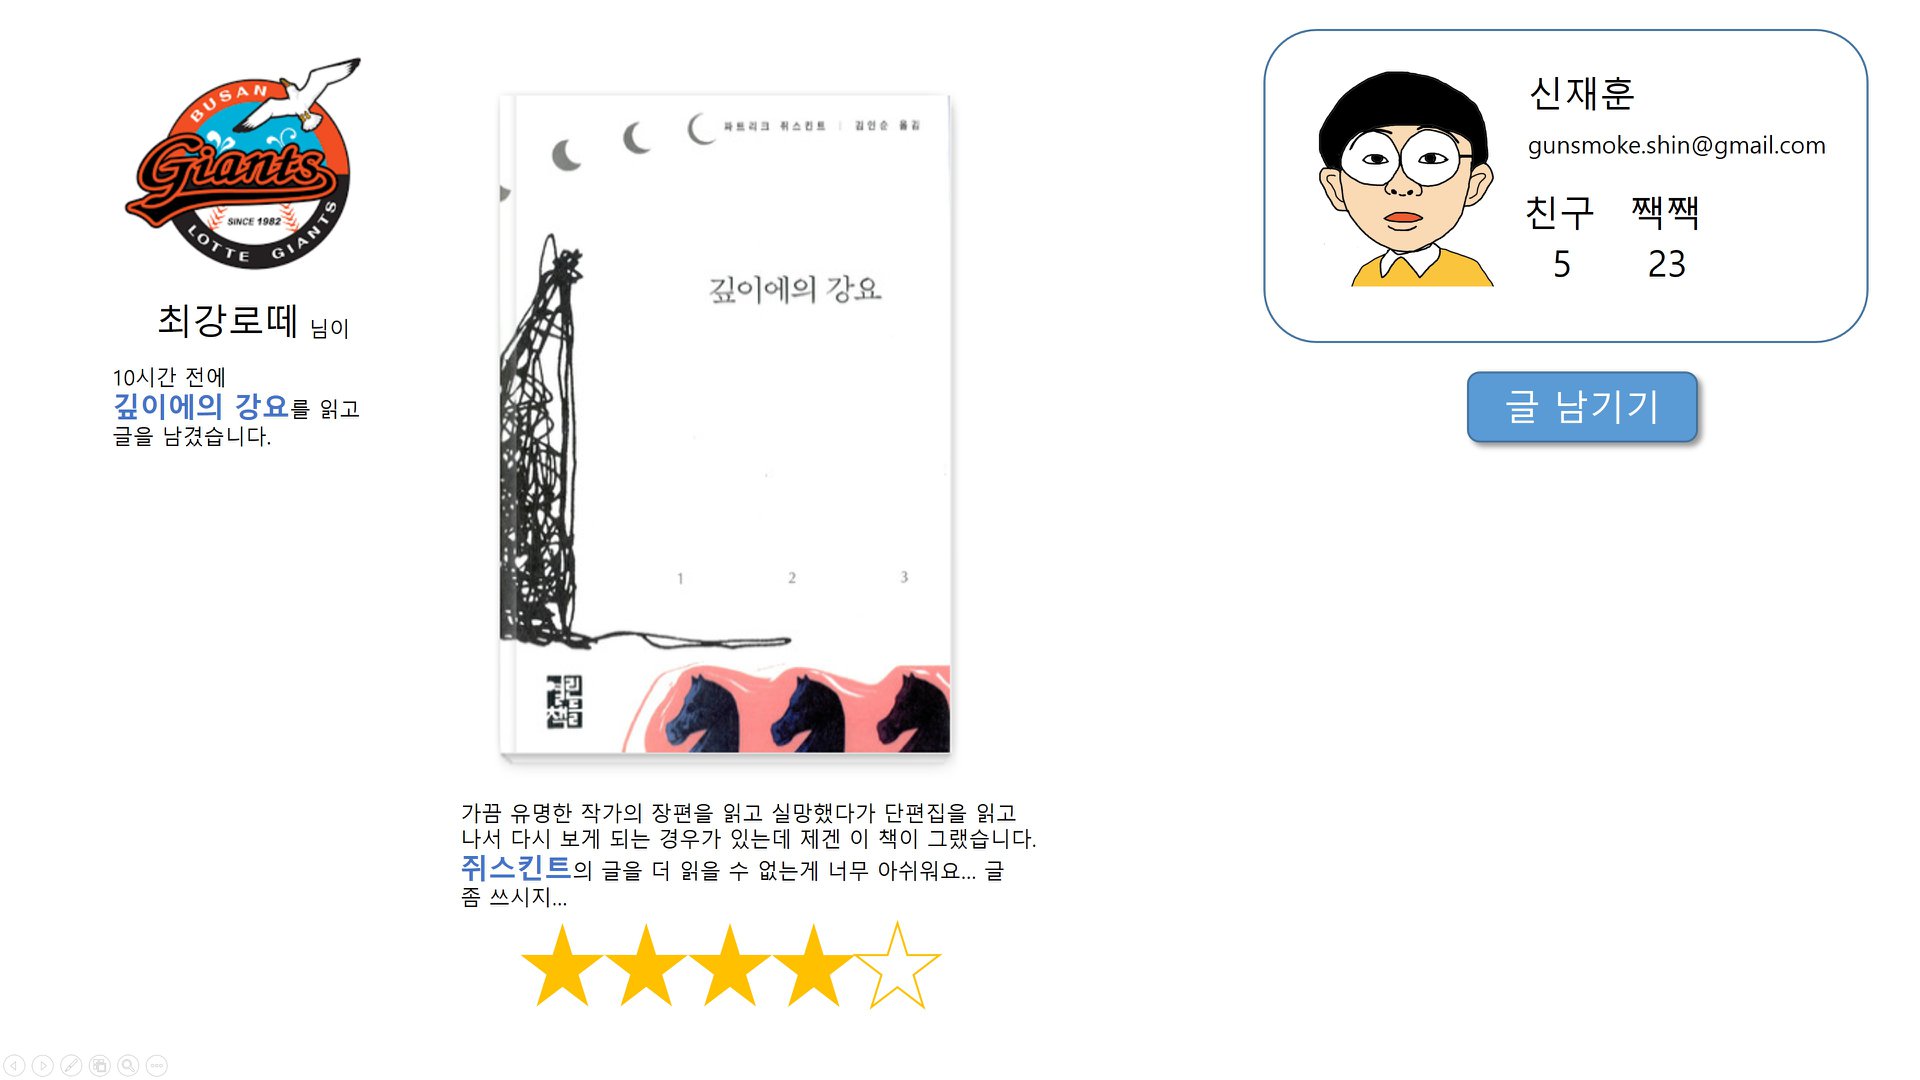 BUSAN
Giants
SINCE 1982
LOTTE GIANTS
최강로떼 님이
10시간 전에
깊이에의 강요를 읽고
글을 남겼습니다.
파트리크 쥐스킨트 | 김인순 옮김
깊이에의 강요
1 2 3
열린책들
가끔 유명한 작가의 장편을 읽고 실망했다가 단편집을 읽고
나서 다시 보게 되는 경우가 있는데 제겐 이 책이 그랬습니다.
쥐스킨트의 글을 더 읽을 수 없는게 너무 아쉬워요... 글
좀 쓰시지...
신재훈
gunsmoke.shin@gmail.com
친구 짹짹
5 23
글 남기기